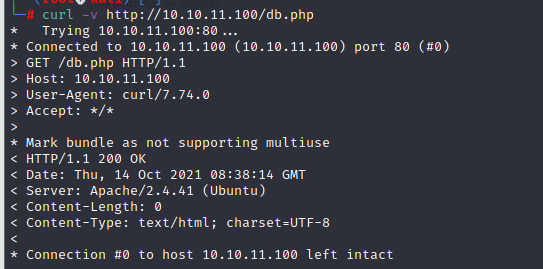 └─# curl -v http://10.10.11.100/db.php
*   Trying 10.10.11.100:80...
* Connected to 10.10.11.100 (10.10.11.100) port 80 (#0)
> GET /db.php HTTP/1.1
> Host: 10.10.11.100
> User-Agent: curl/7.74.0
> Accept: */*
>
* Mark bundle as not supporting multiuse
< HTTP/1.1 200 OK
< Date: Thu, 14 Oct 2021 08:38:14 GMT
< Server: Apache/2.4.41 (Ubuntu)
< Content-Length: 0
< Content-Type: text/html; charset=UTF-8
<
* Connection #0 to host 10.10.11.100 left intact